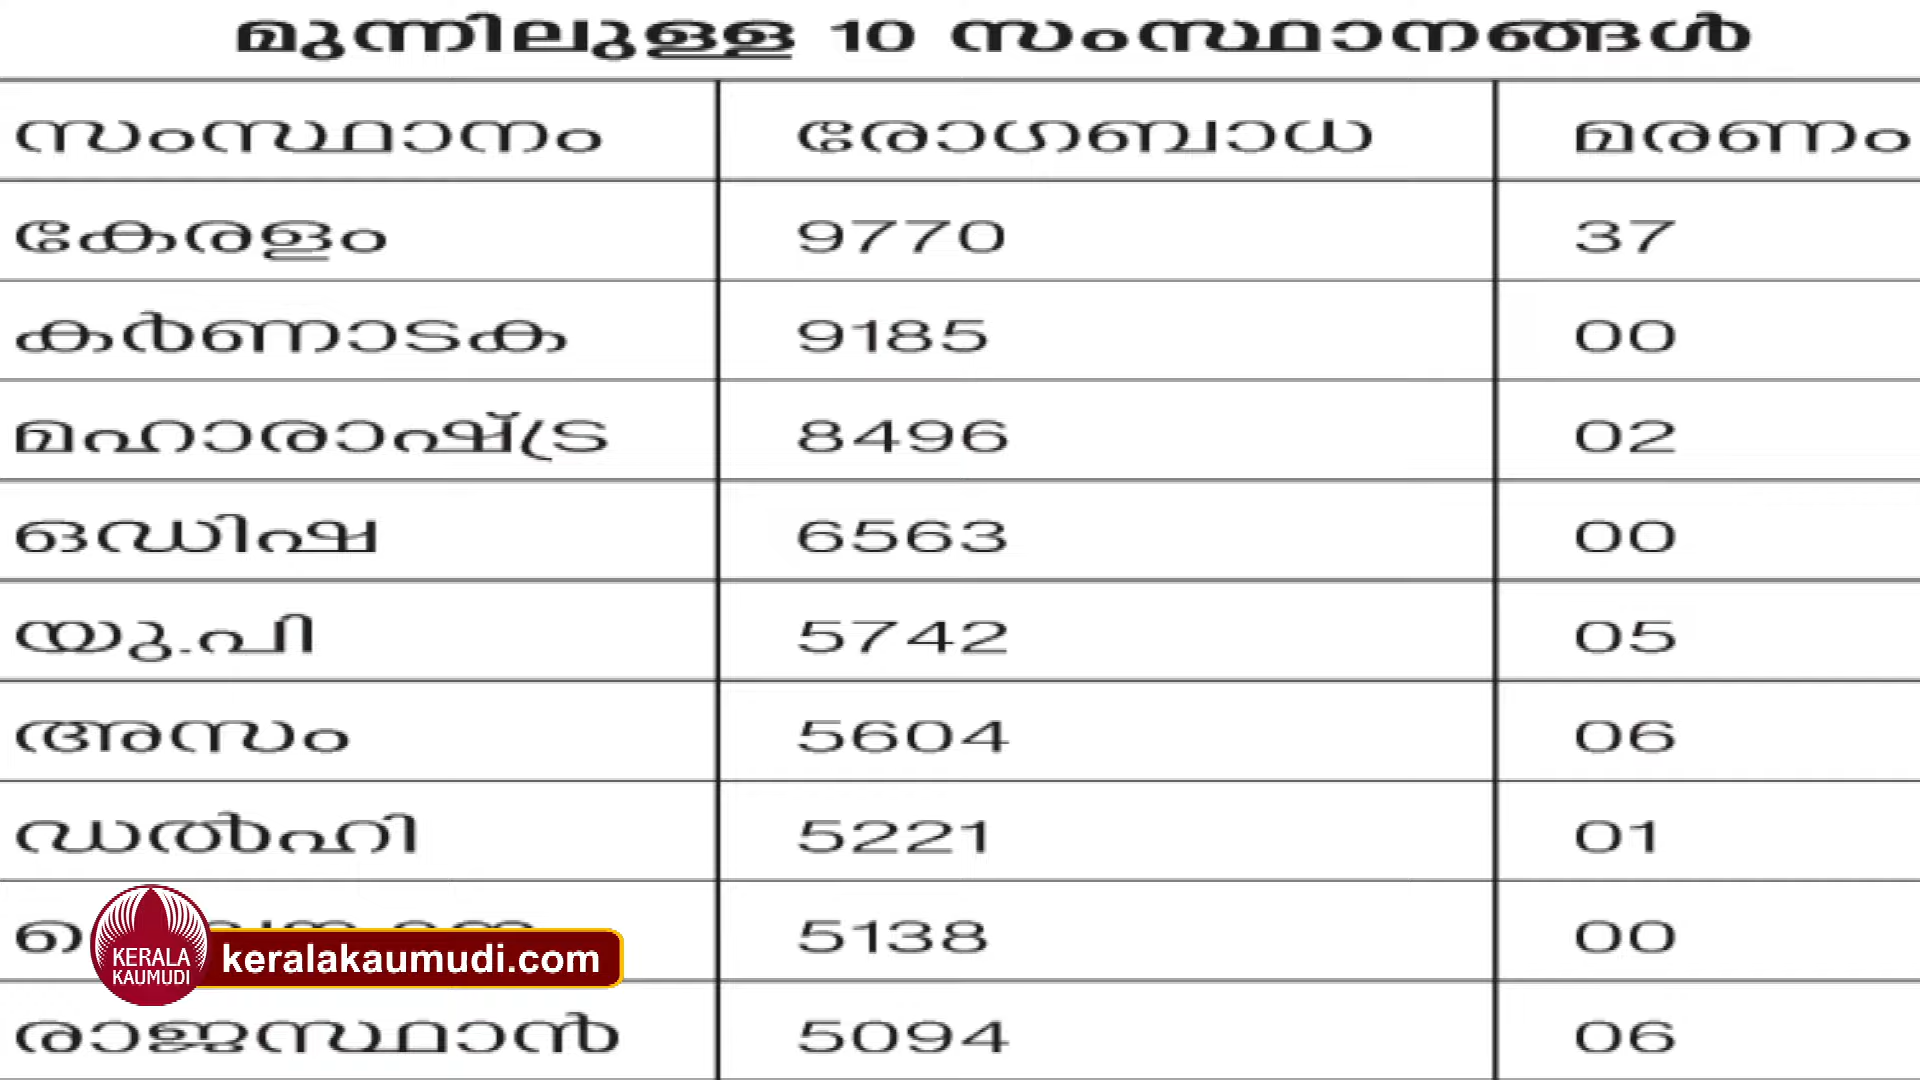 മുന്നിലുള്ള 10 സംസ്ഥാനങ്ങൾ
സംസ്ഥാനം രോഗബാധ മരണം
കേരളം 9770 37
കർണാടക 9185 00
മഹാരാഷ്ട്ര 8496 02
ഒഡിഷ 6563 00
യു.പി 5742 05
അസം 5604 06
ഡൽഹി 5221 01
5138 00
KERALA KAUMUDI keralakaumudi.com
രാജസ്ഥാൻ 5094 06